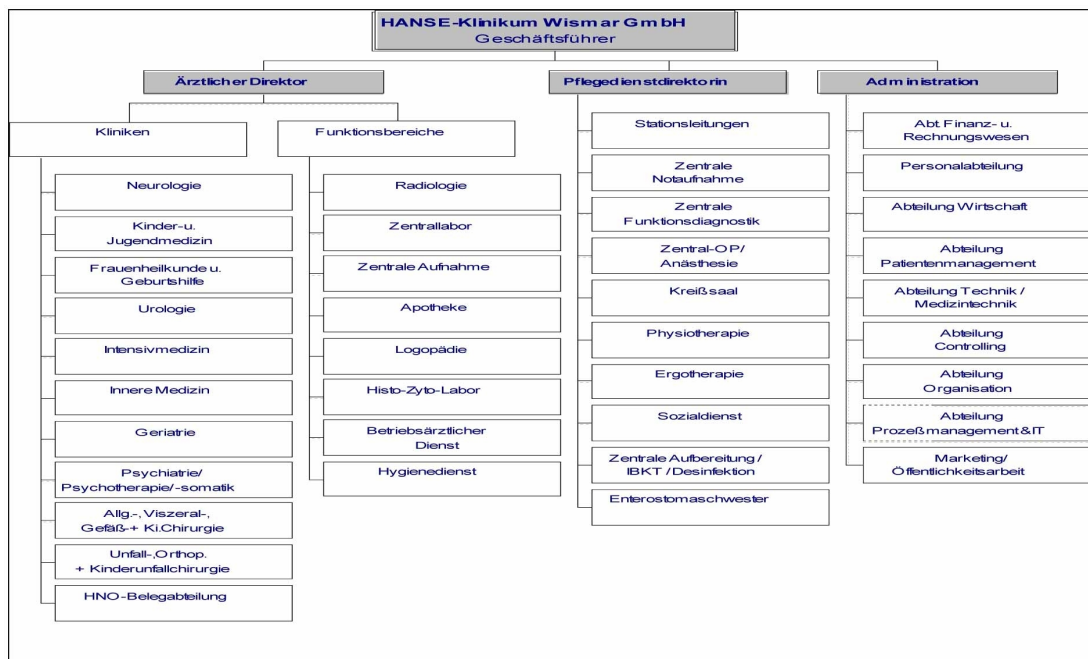 HANSE-Klinikum Wismar GmbH
Geschäftsführer
Ärztlicher Direktor
Pflegedienstdirektorin
Administration
Kliniken
Funktionsbereiche
Neurologie
Kinder- u.
Jugendmedizin
Frauenheilkunde u.
Geburtshilfe
Urologie
Intensivmedizin
Innere Medizin
Geriatrie
Psychiatrie/
Psychotherapie/-somatik
Allg.-, Viszeral-,
Gefäß-+ Ki.Chirurgie
Unfall-,Orthop.
+ Kinderunfallchirurgie
HNO-Belegabteilung
Radiologie
Zentrallabor
Zentrale Aufnahme
Apotheke
Logopädie
Histo-Zyto-Labor
Betriebsärztlicher
Dienst
Hygienedienst
Stationsleitungen
Zentrale
Notaufnahme
Zentrale
Funktionsdiagnostik
Zentral-OP/
Anästhesie
Kreißsaal
Physiotherapie
Ergotherapie
Sozialdienst
Zentrale Aufbereitung /
IBKT / Desinfektion
Enterostomaschwester
Abt. Finanz- u.
Rechnungswesen
Personalabteilung
Abteilung Wirtschaft
Abteilung
Patientenmanagement
Abteilung Technik /
Medizintechnik
Abteilung
Controlling
Abteilung
Organisation
Abteilung
Prozeßmanagement&IT
Marketing/
Öffentlichkeitsarbeit